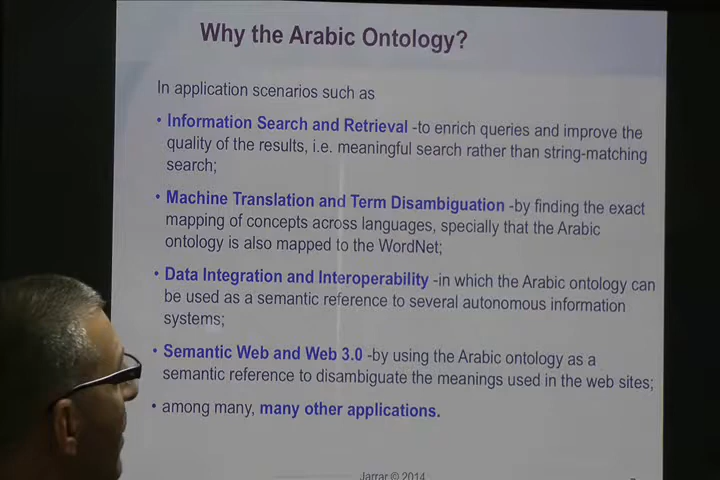 Why the Arabic Ontology?
In application scenarios such as
• Information Search and Retrieval -to enrich queries and improve the
quality of the results, i.e. meaningful search rather than string-matching
search;
• Machine Translation and Term Disambiguation -by finding the exact
mapping of concepts across languages, specially that the Arabic
ontology is also mapped to the WordNet;
• Data Integration and Interoperability -in which the Arabic ontology can
be used as a semantic reference to several autonomous information
systems;
• Semantic Web and Web 3.0 -by using the Arabic ontology as a
semantic reference to disambiguate the meanings used in the web sites;
• among many, many other applications.
Jarrar © 2014